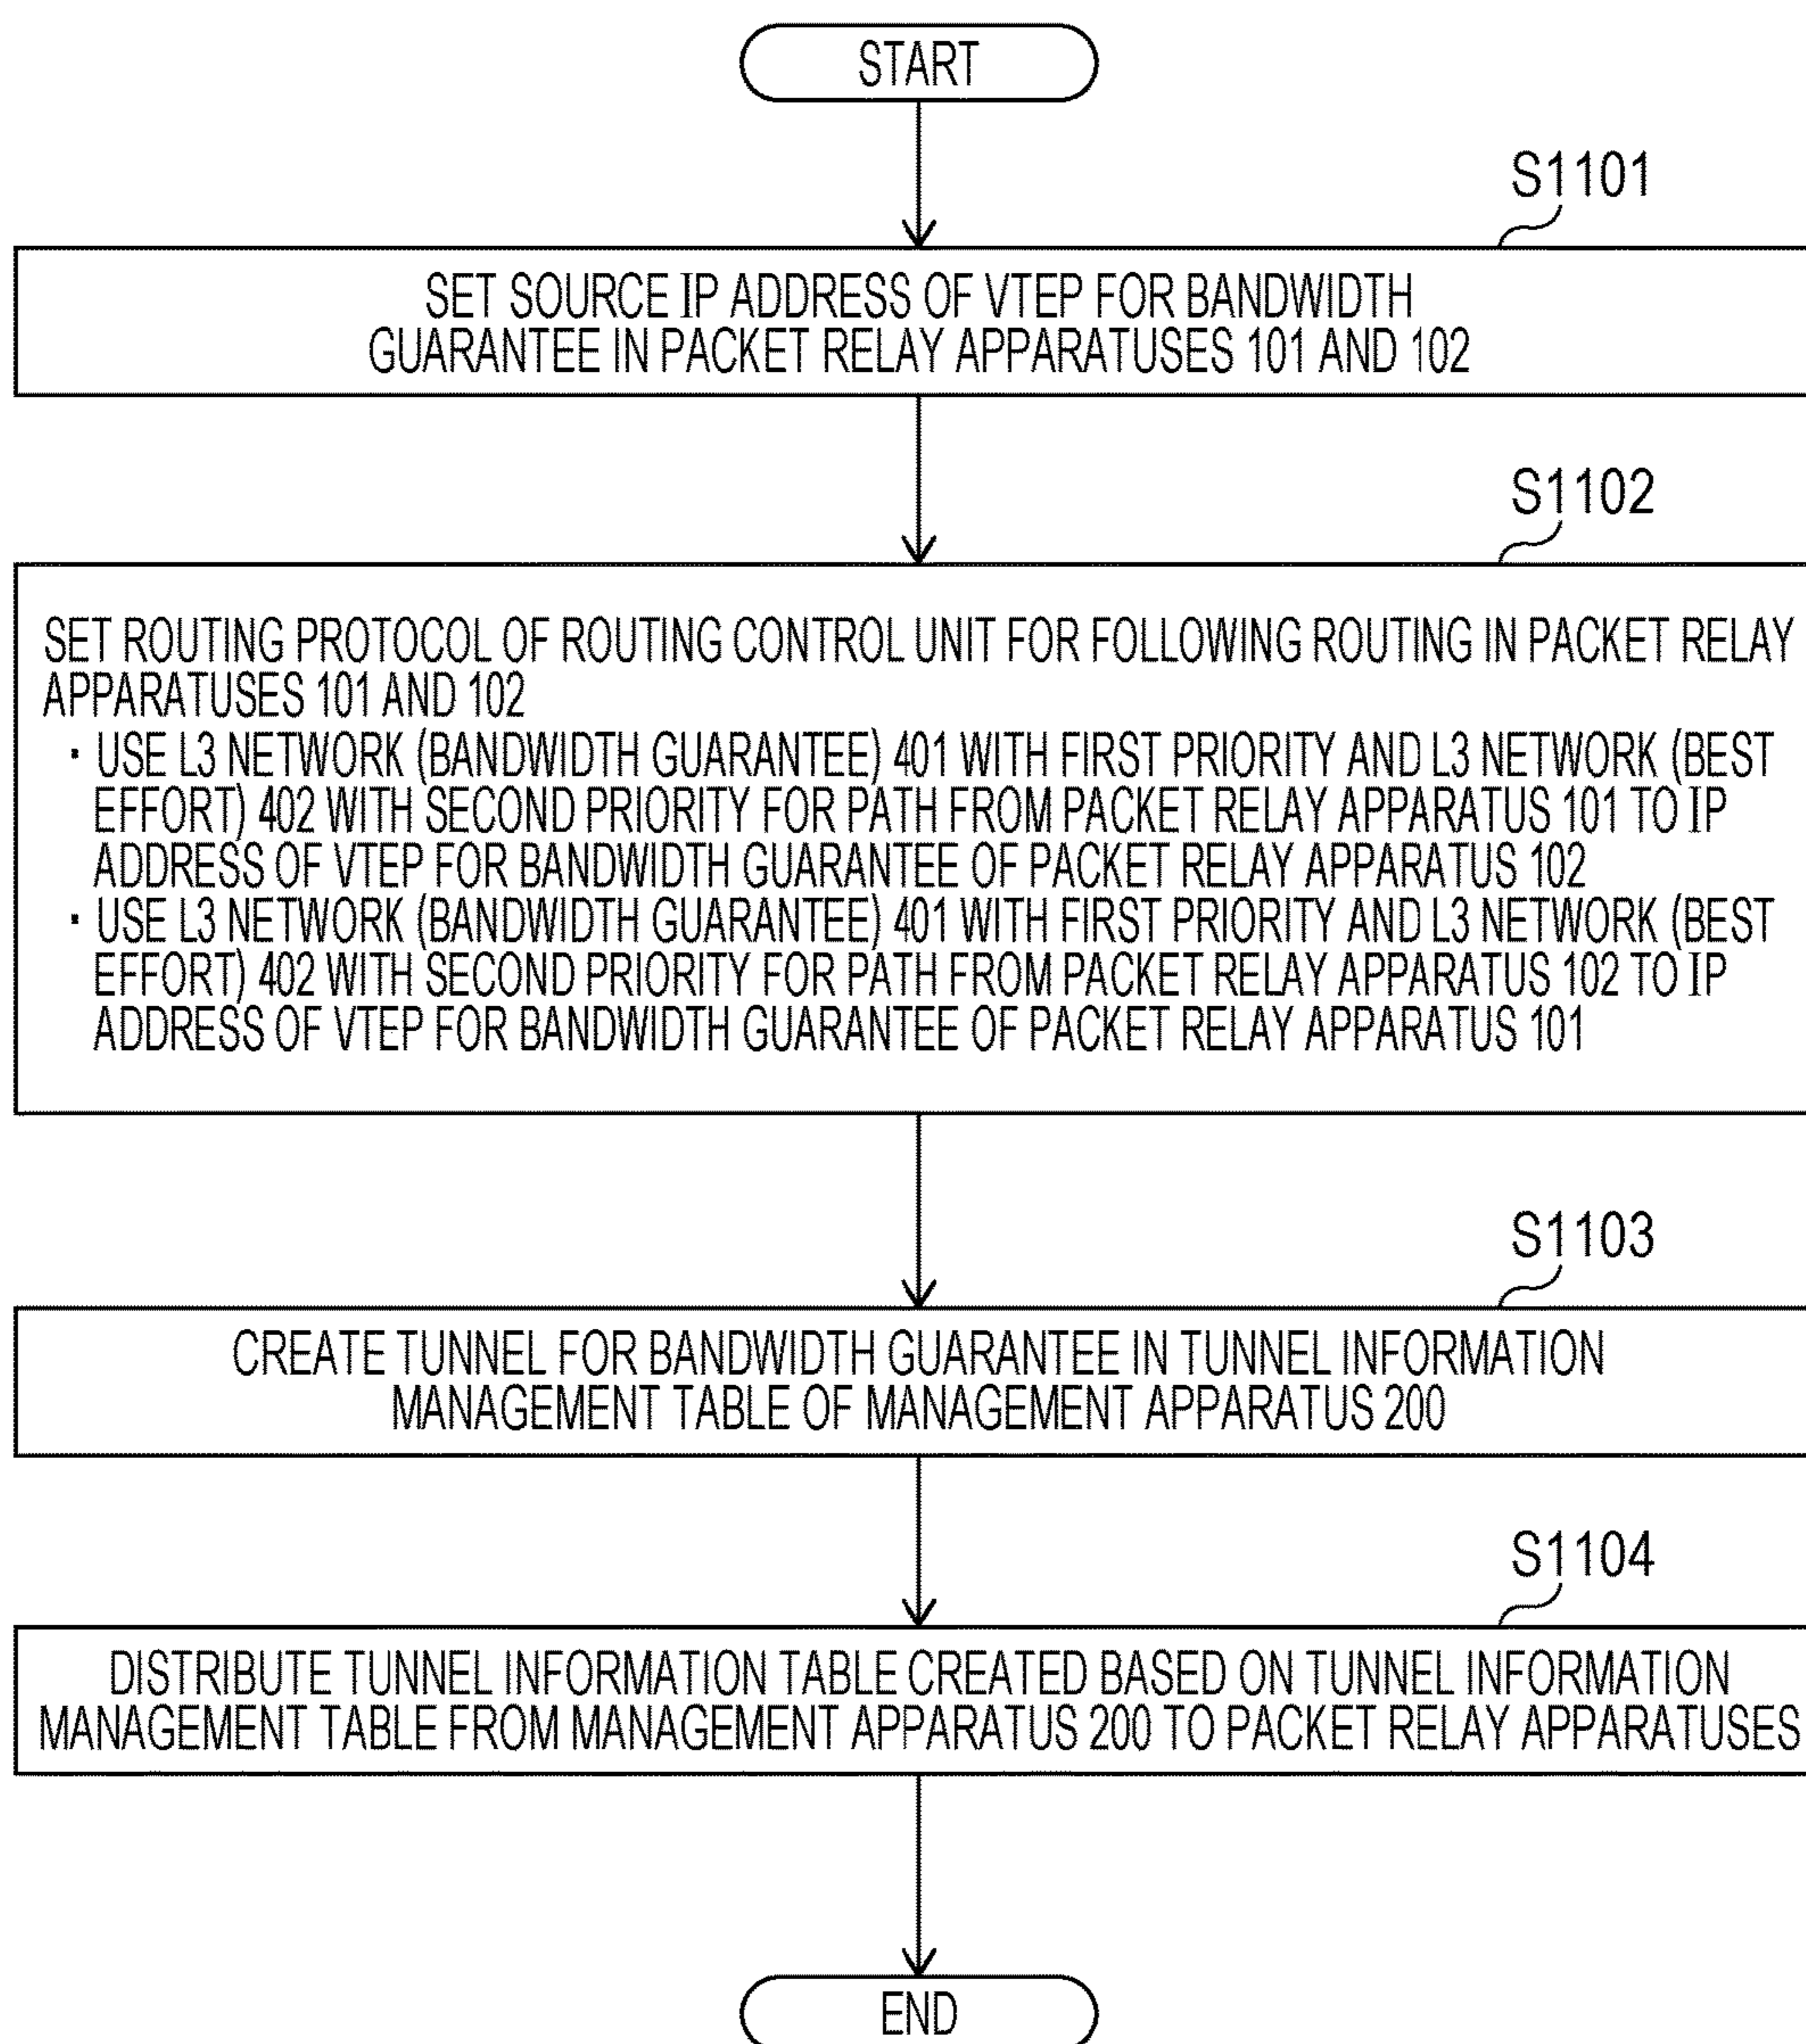 START
S1101
SET SOURCE IP ADDRESS OF VTEP FOR BANDWIDTH
GUARANTEE IN PACKET RELAY APPARATUSES 101 AND 102
S1102
SET ROUTING PROTOCOL OF ROUTING CONTROL UNIT FOR FOLLOWING ROUTING IN PACKET RELAY
APPARATUSES 101 AND 102
・USE L3 NETWORK (BANDWIDTH GUARANTEE) 401 WITH FIRST PRIORITY AND L3 NETWORK (BEST
EFFORT) 402 WITH SECOND PRIORITY FOR PATH FROM PACKET RELAY APPARATUS 101 TO IP
ADDRESS OF VTEP FOR BANDWIDTH GUARANTEE OF PACKET RELAY APPARATUS 102
・USE L3 NETWORK (BANDWIDTH GUARANTEE) 401 WITH FIRST PRIORITY AND L3 NETWORK (BEST
EFFORT) 402 WITH SECOND PRIORITY FOR PATH FROM PACKET RELAY APPARATUS 102 TO IP
ADDRESS OF VTEP FOR BANDWIDTH GUARANTEE OF PACKET RELAY APPARATUS 101
S1103
CREATE TUNNEL FOR BANDWIDTH GUARANTEE IN TUNNEL INFORMATION
MANAGEMENT TABLE OF MANAGEMENT APPARATUS 200
S1104
DISTRIBUTE TUNNEL INFORMATION TABLE CREATED BASED ON TUNNEL INFORMATION
MANAGEMENT TABLE FROM MANAGEMENT APPARATUS 200 TO PACKET RELAY APPARATUSES
END